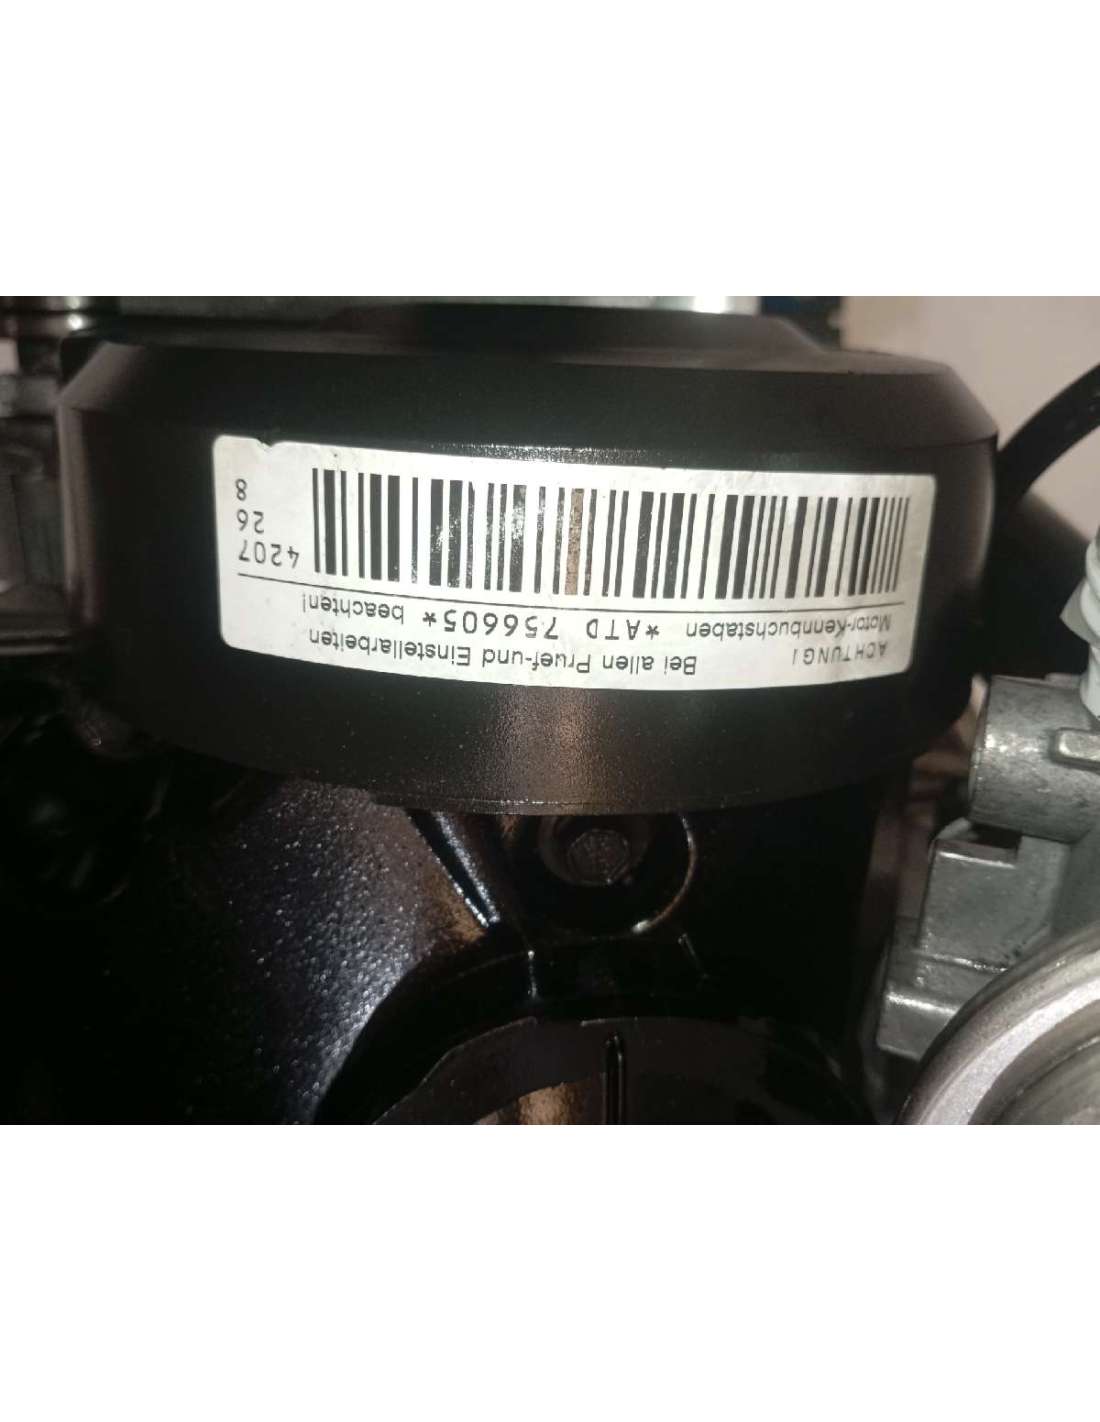 ACHTUNG!
Bei allen Pruef-und Einstellarbeiten
Motor-Kennbuchstaben *ATD 756605* beachten!
4207
26
8